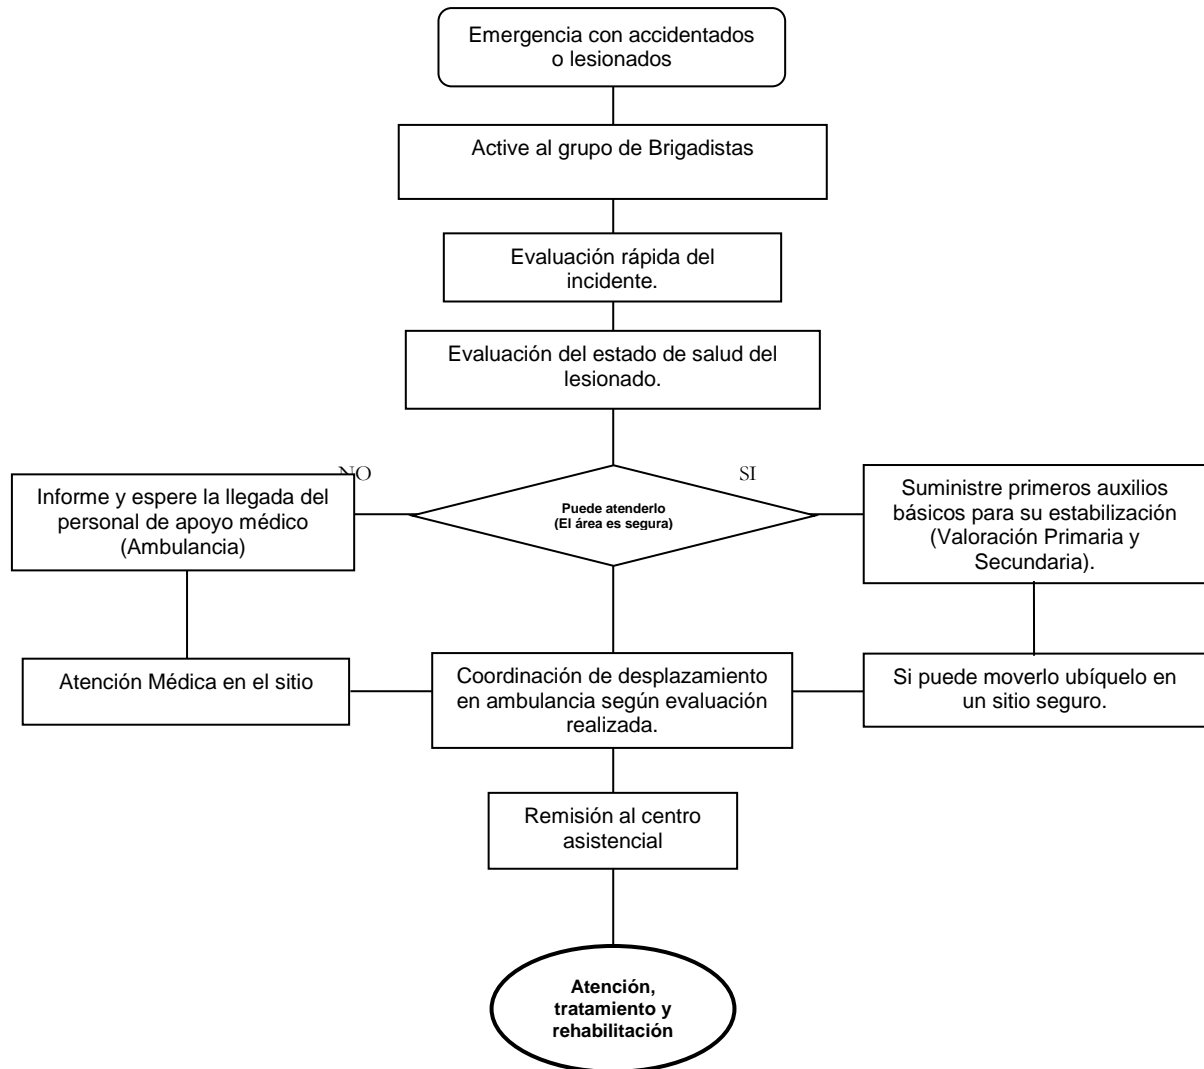 Emergencia con accidentados
o lesionados
Active al grupo de Brigadistas
Evaluación rápida del
incidente.
Evaluación del estado de salud del
lesionado.
NO
SI
Informe y espere la llegada del
personal de apoyo médico
(Ambulancia)
Puede atenderlo
(El área es segura)
Suministre primeros auxilios
básicos para su estabilización
(Valoración Primaria y
Secundaria).
Atención Médica en el sitio
Coordinación de desplazamiento
en ambulancia según evaluación
realizada.
Si puede moverlo ubíquelo en
un sitio seguro.
Remisión al centro
asistencial
Atención,
tratamiento y
rehabilitación